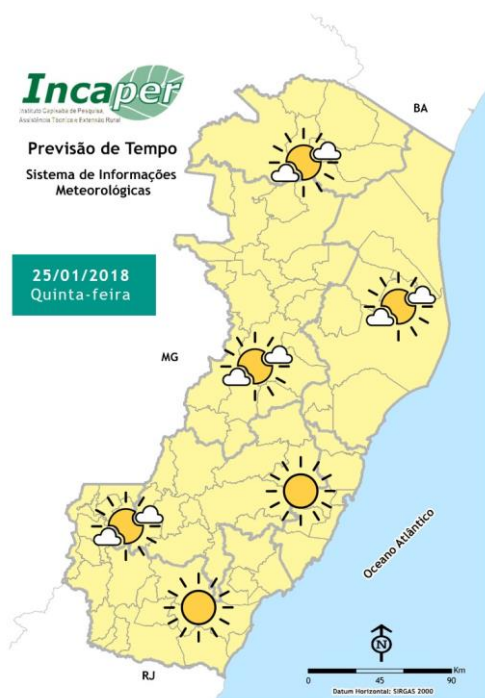 Incaper
Instituto Capixaba de Pesquisa,
Assistência Técnica e Extensão Rural
Previsão de Tempo
Sistema de Informações
Meteorológicas
25/01/2018
Quinta-feira
BA
MG
Oceano Atlântico
RJ
N
Km
0 45 90
Datum Horizontal: SIRGAS 2000